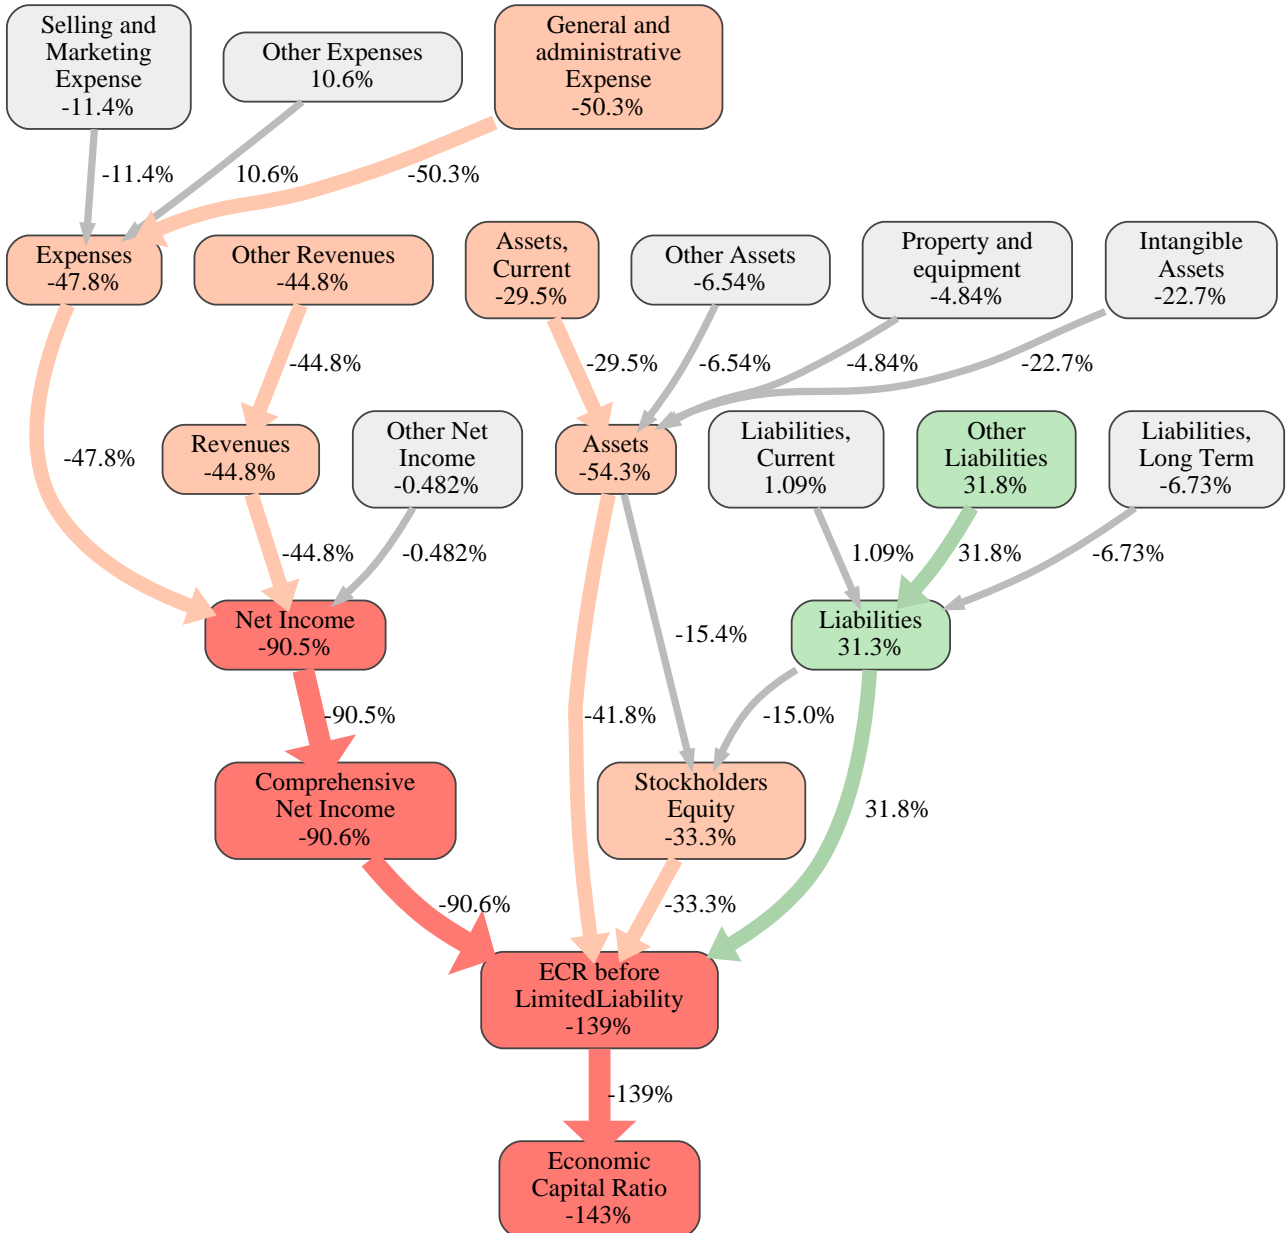 Selling and
Marketing
Expense
-11.4%
Other Expenses
10.6%
General and
administrative
Expense
-50.3%
-11.4%
10.6%
-50.3%
Expenses
-47.8%
Other Revenues
-44.8%
Assets,
Current
-29.5%
Other Assets
-6.54%
Property and
equipment
-4.84%
Intangible
Assets
-22.7%
-44.8%
-29.5%
-6.54%
-4.84%
-22.7%
-47.8%
Revenues
-44.8%
Other Net
Income
-0.482%
Assets
-54.3%
Liabilities,
Current
1.09%
Other
Liabilities
31.8%
Liabilities,
Long Term
-6.73%
-44.8%
-0.482%
1.09%
31.8%
-6.73%
Net Income
-90.5%
-15.4%
Liabilities
31.3%
-90.5%
-41.8%
-15.0%
Comprehensive
Net Income
-90.6%
Stockholders
Equity
-33.3%
31.8%
-90.6%
-33.3%
ECR before
LimitedLiability
-139%
-139%
Economic
Capital Ratio
-143%